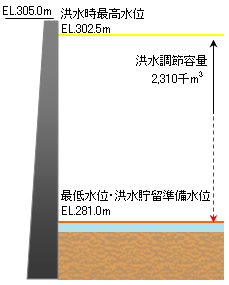 EL.305.0m
洪水時最高水位
EL.302.5m
洪水調節容量
2,310千m³
最低水位・洪水貯留準備水位
EL.281.0m